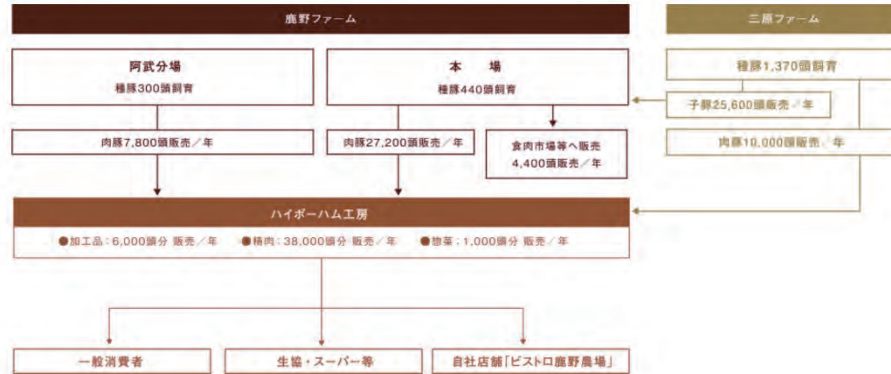 鹿野ファーム
三原ファーム
阿武分場
種豚300頭飼育
本 場
種豚440頭飼育
種豚1,370頭飼育
子豚25,600頭販売/年
肉豚7,800頭販売/年
肉豚27,200頭販売/年
食肉市場等へ販売
4,400頭販売/年
肉豚10,000頭販売/年
ハイポーハム工房
●加工品:6,000頭分 販売/年 ●精肉:38,000頭分 販売/年 ●惣菜:1,000頭分 販売/年
一般消費者
生協・スーパー等
自社店舗「ビストロ鹿野農場」